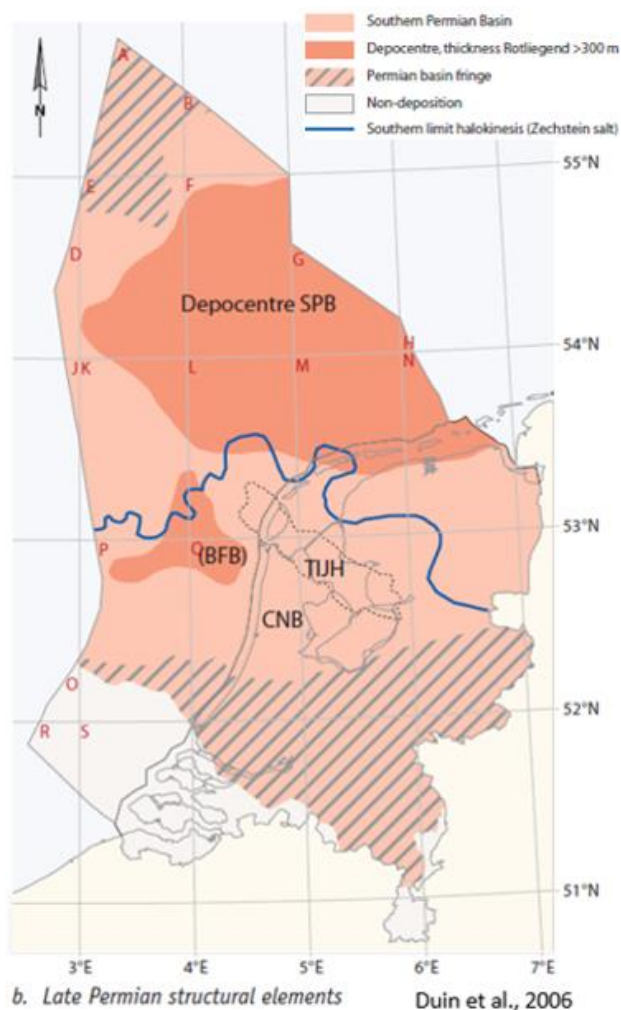 Southern Permian Basin
Depocentre, thickness Rotliegend >300 m
Permian basin fringe
Non-deposition
Southern limit halokinesis (Zechstein salt)
N
A
B
55°N
E
F
D
G
Depocentre SPB
H
54°N
J K
L
M
N
53°N
P
Q
(BFB)
TIJH
CNB
O
52°N
R
S
51°N
3°E
4°E
5°E
6°E
7°E
b. Late Permian structural elements
Duin et al., 2006